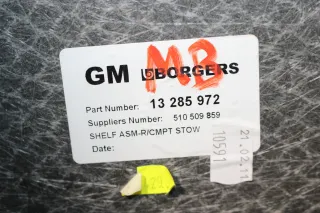 GM BORGERS
MB
Part Number: 13 285 972
Suppliers Number: 510 509 859
SHELF ASM-R/CMPT STOW
Date:
21.02.11
10591